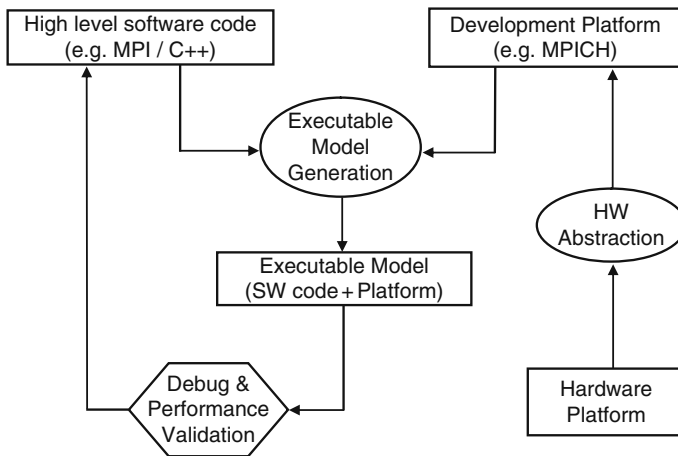 High level software code
(e.g. MPI / C++)
Development Platform
(e.g. MPICH)
Executable
Model
Generation
HW
Abstraction
Executable Model
(SW code + Platform)
Debug &
Performance
Validation
Hardware
Platform